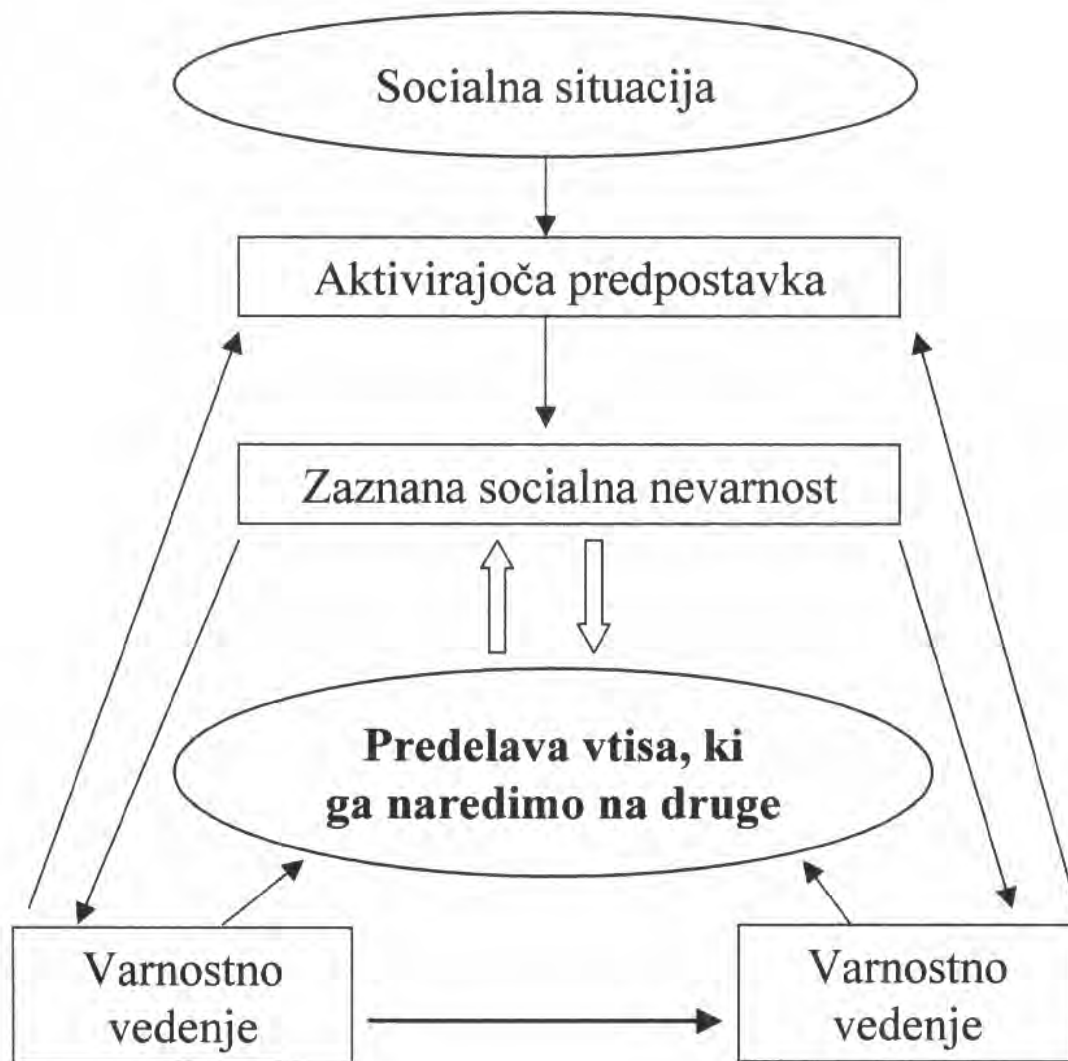 Socialna situacija
Aktivirajoča predpostavka
Zaznana socialna nevarnost
Predelava vtisa, ki
ga naredimo na druge
Varnostno
vedenje
Varnostno
vedenje